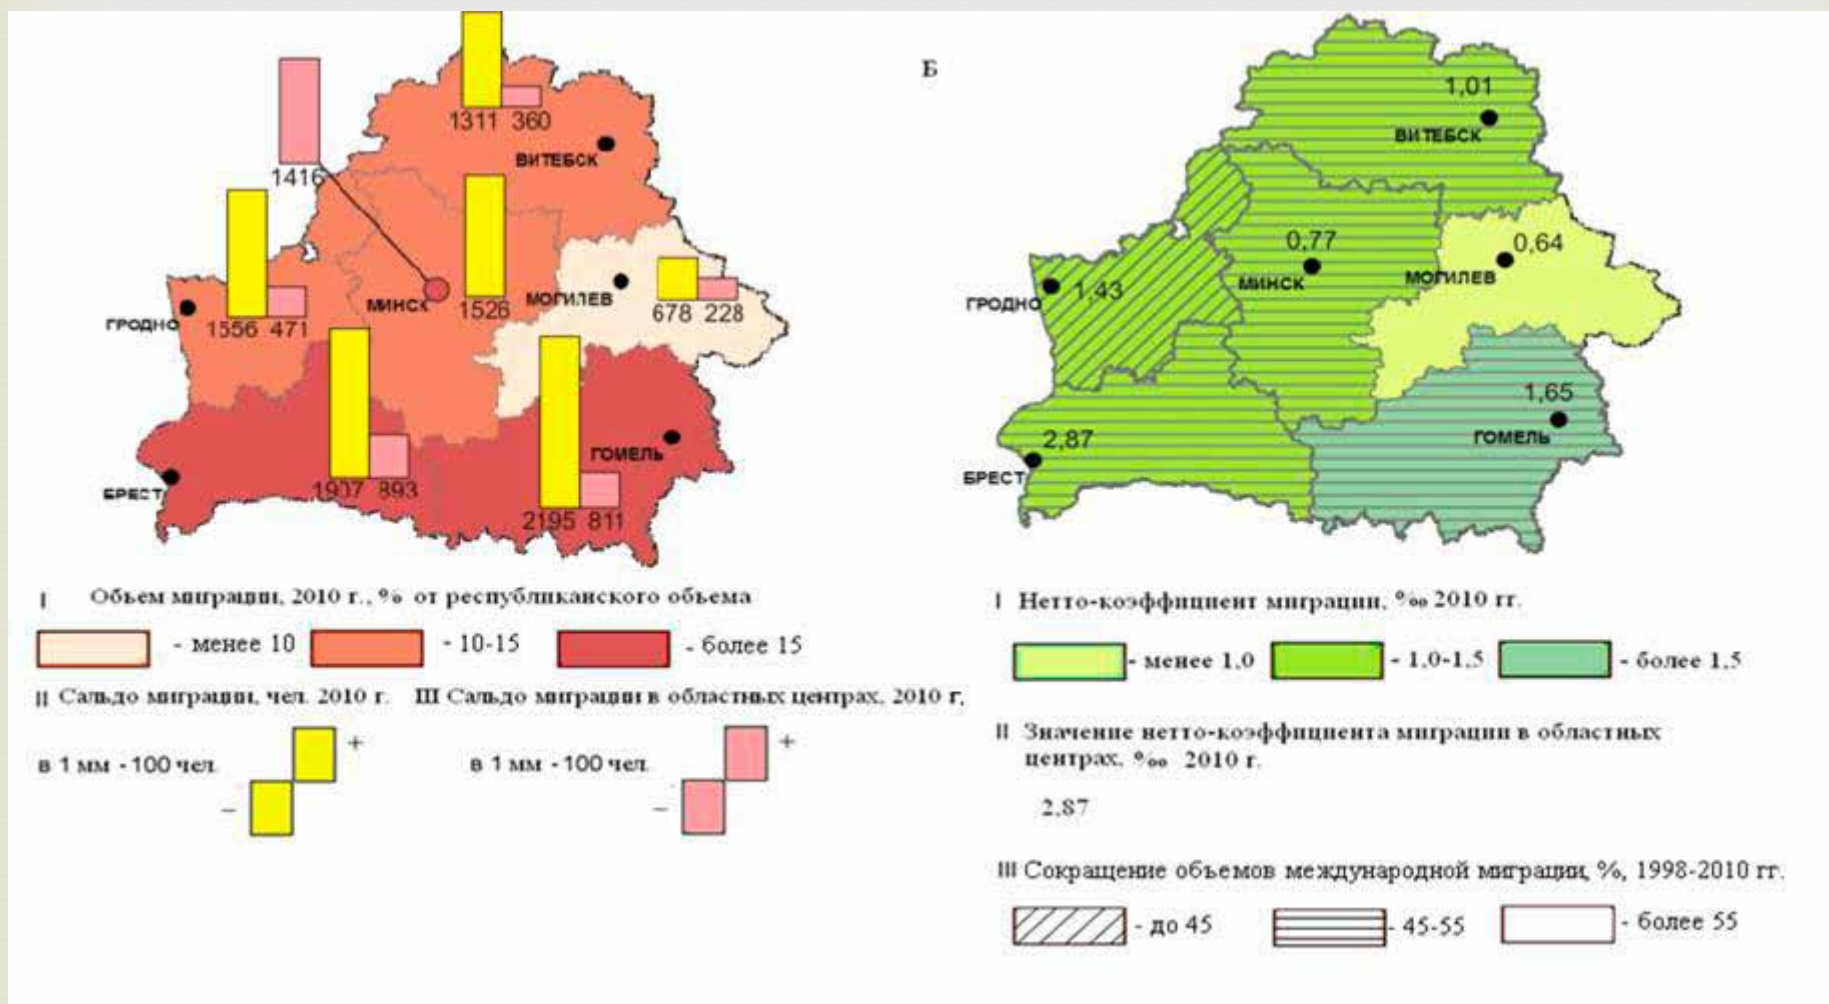 1311 360
ВИТЕБСК
1416
1526
МИНСК
МОГИЛЕВ
678 228
ГРОДНО
1556 471
ГОМЕЛЬ
БРЕСТ
1907 893
2195 811
I Объем миграции, 2010 г., % от республиканского объема
- менее 10
- 10-15
- более 15
II Сальдо миграции, чел. 2010 г.
III Сальдо миграции в областных центрах, 2010 г,
в 1 мм - 100 чел.
+
–
в 1 мм - 100 чел.
+
–
Б
1,01
ВИТЕБСК
0,77
МИНСК
0,64
МОГИЛЕВ
ГРОДНО
1,43
1,65
ГОМЕЛЬ
2,87
БРЕСТ
I Нетто-коэффициент миграции, ‰ 2010 гг.
- менее 1,0
- 1,0-1,5
- более 1,5
II Значение нетто-коэффициента миграции в областных
центрах, ‰ 2010 г.
2,87
III Сокращение объемов международной миграции, %, 1998-2010 гг.
- до 45
- 45-55
- более 55